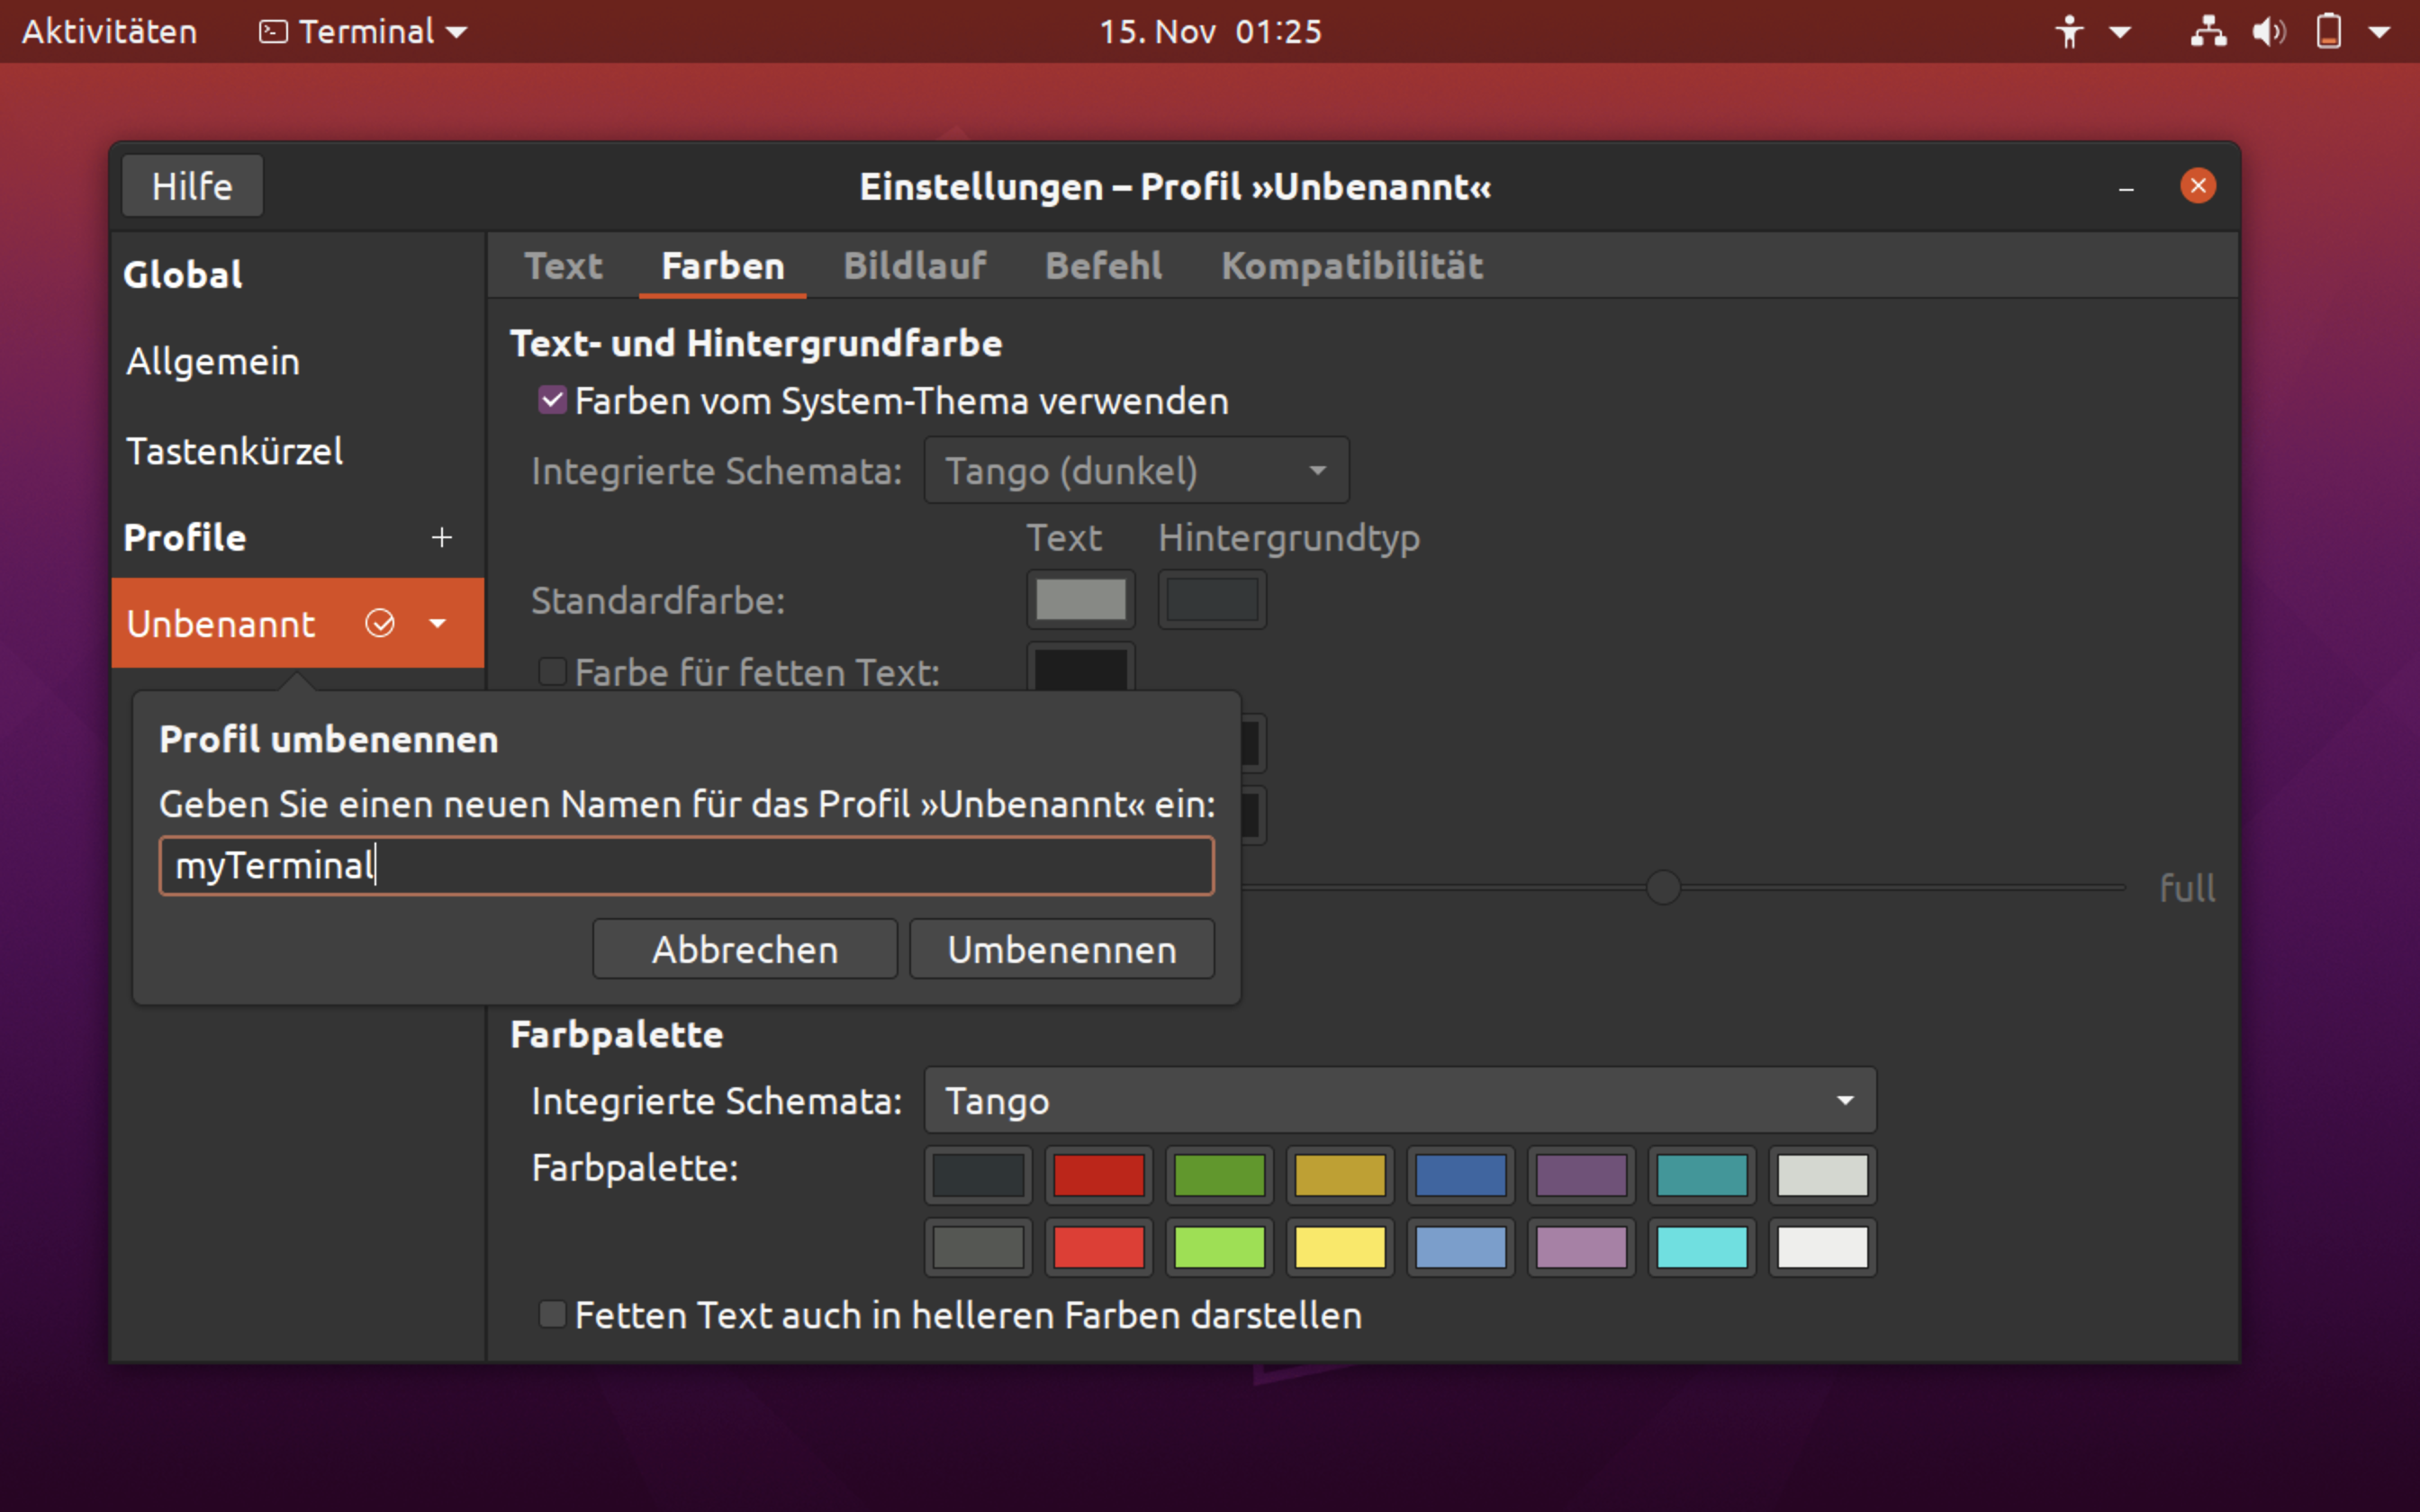 Aktivitäten Terminal 15. Nov 01:25
Hilfe Einstellungen – Profil »Unbenannt«
Global
Allgemein
Tastenkürzel
Profile +
Unbenannt
Text Farben Bildlauf Befehl Kompatibilität
Text- und Hintergrundfarbe
Farben vom System-Thema verwenden
Integrierte Schemata: Tango (dunkel)
Text Hintergrundtyp
Standardfarbe:
Farbe für fetten Text:
Profil umbenennen
Geben Sie einen neuen Namen für das Profil »Unbenannt« ein:
myTerminal
full
Abbrechen Umbenennen
Farbpalette
Integrierte Schemata: Tango
Farbpalette:
Fetten Text auch in helleren Farben darstellen